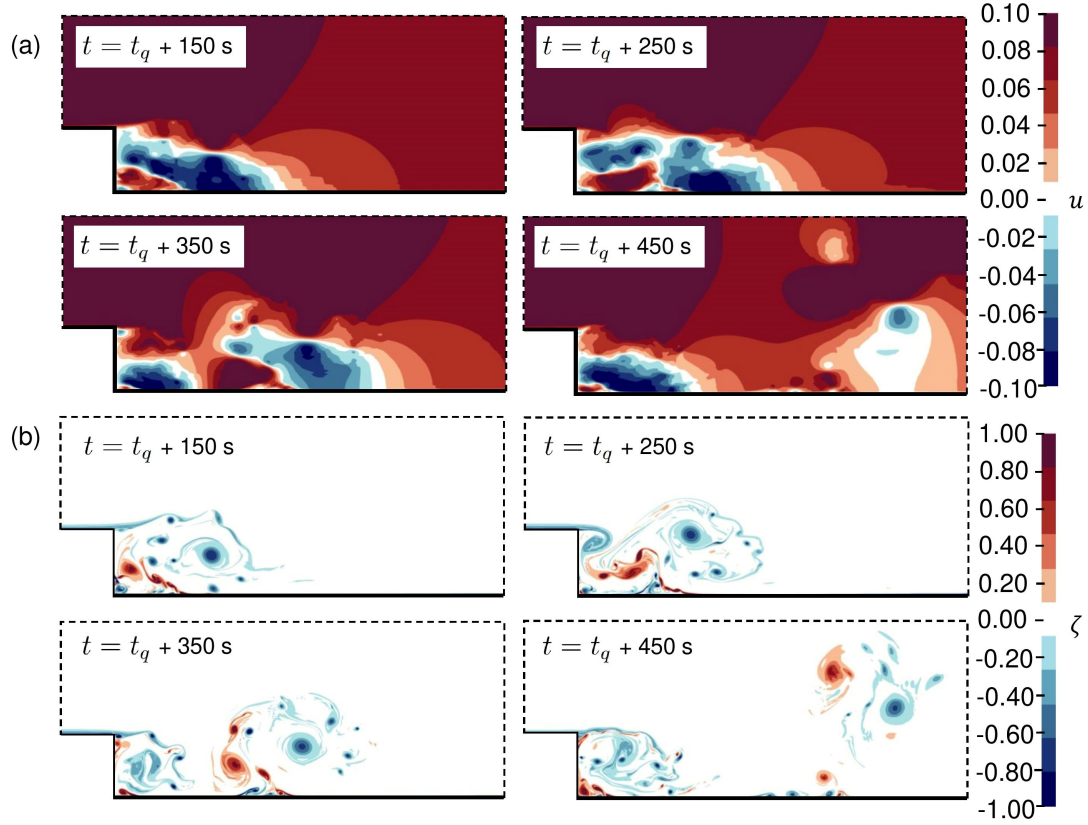 (a)
t = t_q + 150 s
t = t_q + 250 s
0.10
0.08
0.06
0.04
0.02
0.00
u
-0.02
-0.04
-0.06
-0.08
-0.10
t = t_q + 350 s
t = t_q + 450 s
(b)
t = t_q + 150 s
t = t_q + 250 s
1.00
0.80
0.60
0.40
0.20
0.00
ζ
-0.20
-0.40
-0.60
-0.80
-1.00
t = t_q + 350 s
t = t_q + 450 s